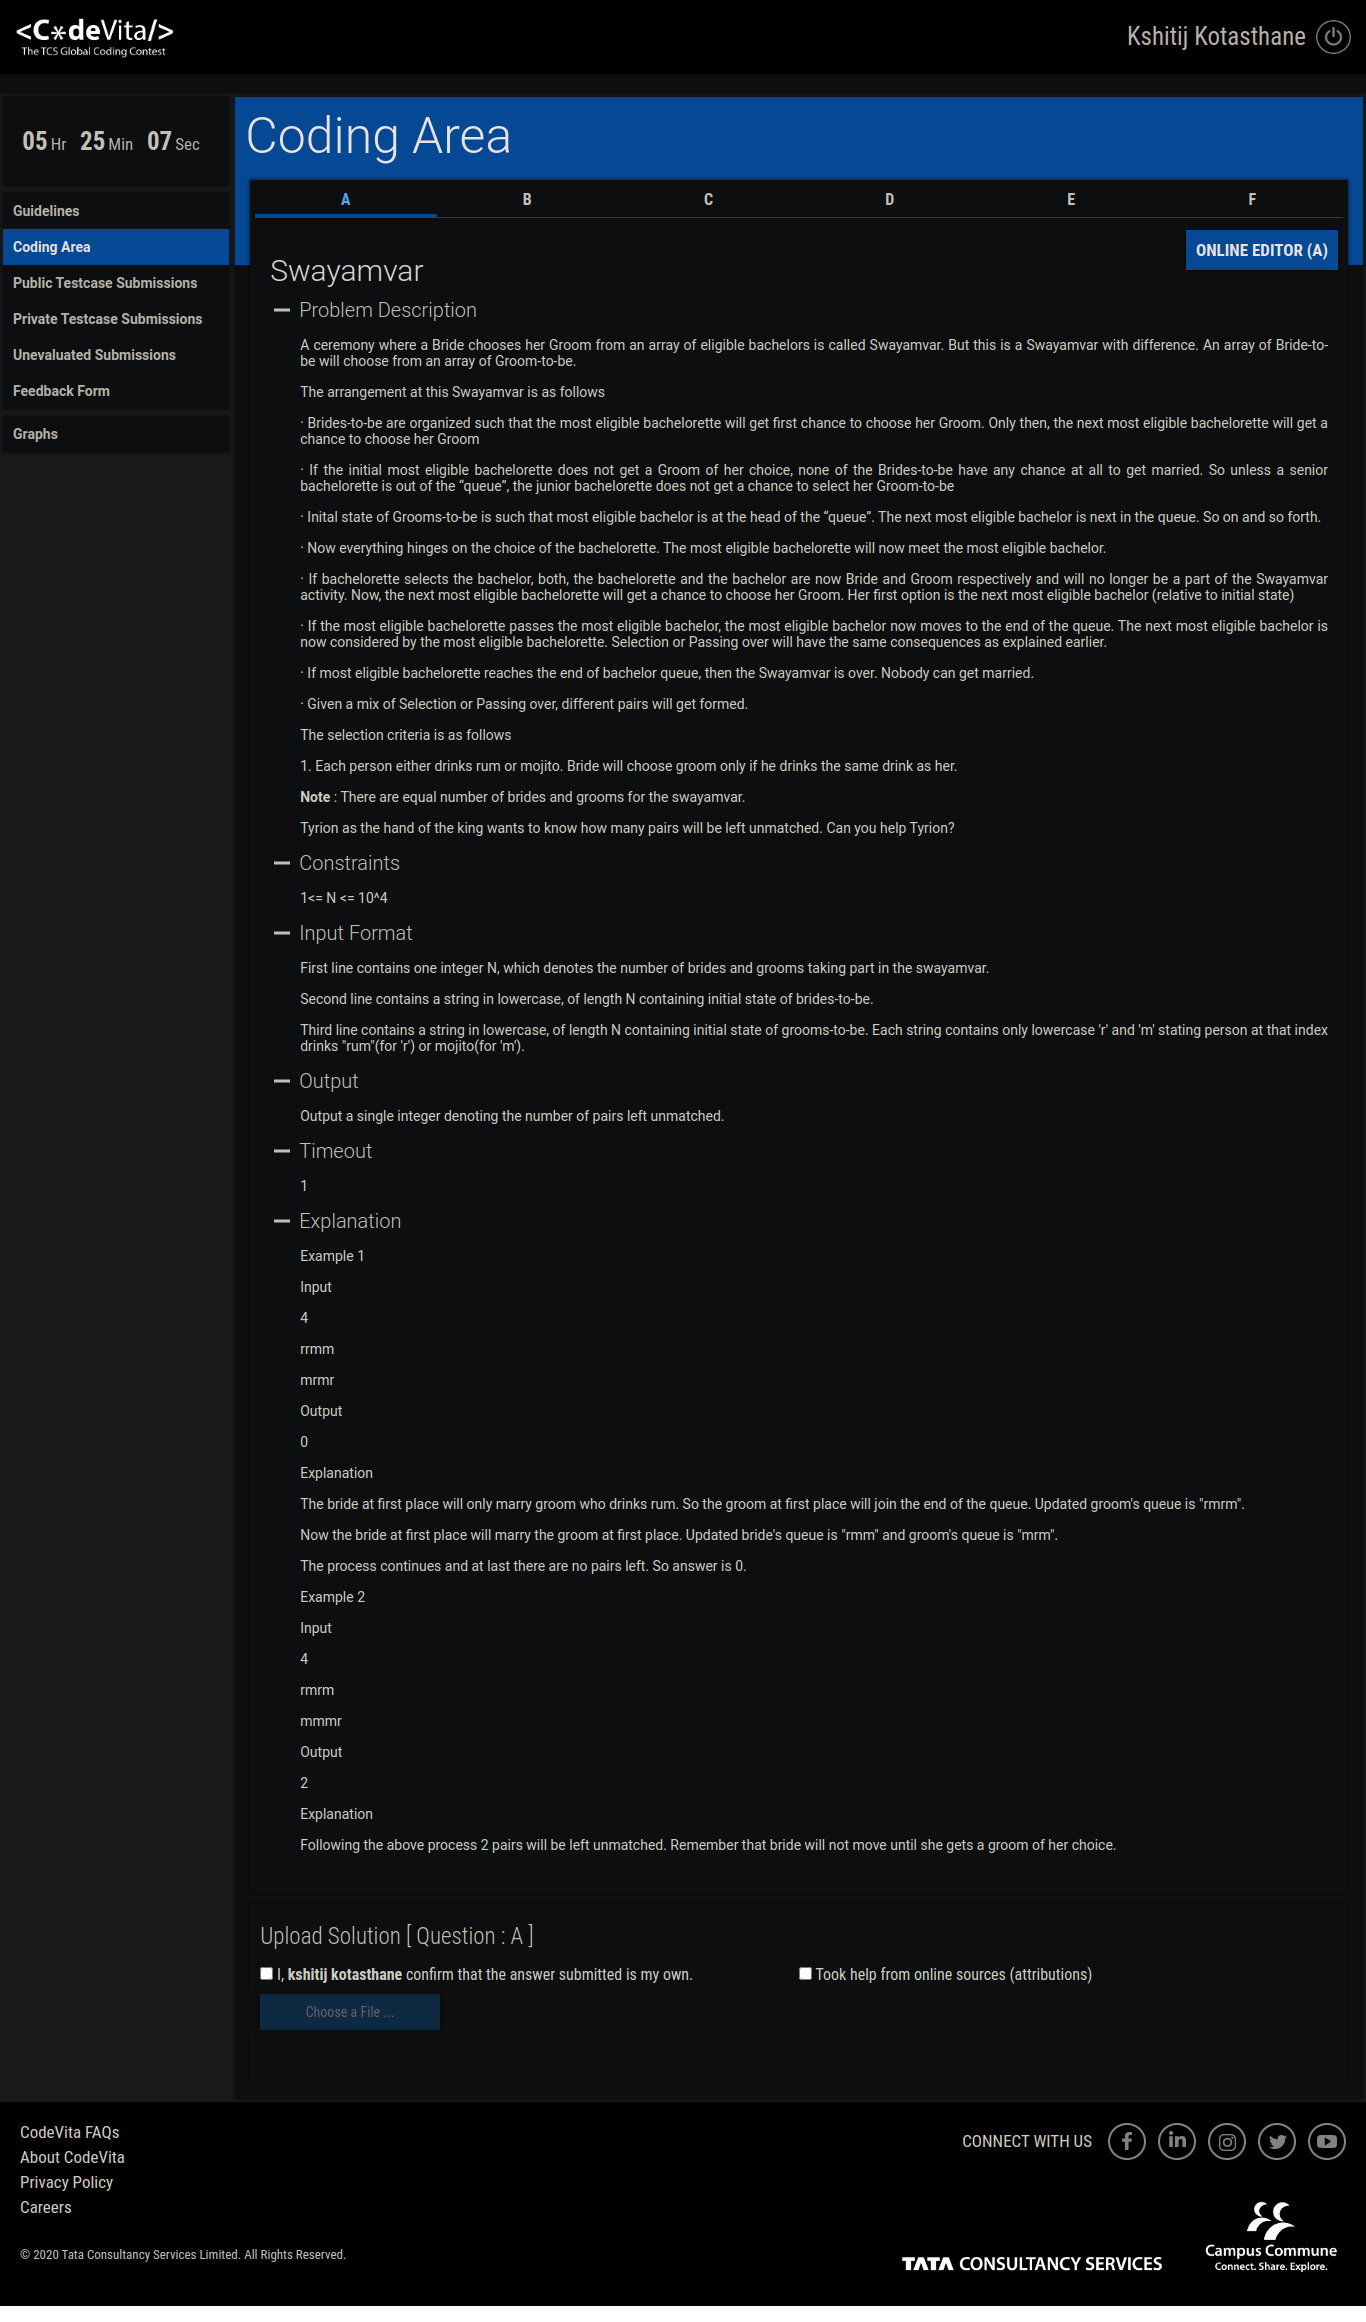 <C*deVita/>
The TCS Global Coding Contest
Kshitij Kotasthane
05 Hr 25 Min 07 Sec
Guidelines
Coding Area
Public Testcase Submissions
Private Testcase Submissions
Unevaluated Submissions
Feedback Form
Graphs
Coding Area
A B C D E F
ONLINE EDITOR (A)
Swayamvar
Problem Description
A ceremony where a Bride chooses her Groom from an array of eligible bachelors is called Swayamvar. But this is a Swayamvar with difference. An array of Bride-to-
be will choose from an array of Groom-to-be.
The arrangement at this Swayamvar is as follows
· Brides-to-be are organized such that the most eligible bachelorette will get first chance to choose her Groom. Only then, the next most eligible bachelorette will get a
chance to choose her Groom
· If the initial most eligible bachelorette does not get a Groom of her choice, none of the Brides-to-be have any chance at all to get married. So unless a senior
bachelorette is out of the “queue”, the junior bachelorette does not get a chance to select her Groom-to-be
· Inital state of Grooms-to-be is such that most eligible bachelor is at the head of the “queue”. The next most eligible bachelor is next in the queue. So on and so forth.
· Now everything hinges on the choice of the bachelorette. The most eligible bachelorette will now meet the most eligible bachelor.
· If bachelorette selects the bachelor, both, the bachelorette and the bachelor are now Bride and Groom respectively and will no longer be a part of the Swayamvar
activity. Now, the next most eligible bachelorette will get a chance to choose her Groom. Her first option is the next most eligible bachelor (relative to initial state)
· If the most eligible bachelorette passes the most eligible bachelor, the most eligible bachelor now moves to the end of the queue. The next most eligible bachelor is
now considered by the most eligible bachelorette. Selection or Passing over will have the same consequences as explained earlier.
· If most eligible bachelorette reaches the end of bachelor queue, then the Swayamvar is over. Nobody can get married.
· Given a mix of Selection or Passing over, different pairs will get formed.
The selection criteria is as follows
1. Each person either drinks rum or mojito. Bride will choose groom only if he drinks the same drink as her.
Note : There are equal number of brides and grooms for the swayamvar.
Tyrion as the hand of the king wants to know how many pairs will be left unmatched. Can you help Tyrion?
Constraints
1<= N <= 10^4
Input Format
First line contains one integer N, which denotes the number of brides and grooms taking part in the swayamvar.
Second line contains a string in lowercase, of length N containing initial state of brides-to-be.
Third line contains a string in lowercase, of length N containing initial state of grooms-to-be. Each string contains only lowercase 'r' and 'm' stating person at that index
drinks "rum"(for 'r') or mojito(for 'm').
Output
Output a single integer denoting the number of pairs left unmatched.
Timeout
1
Explanation
Example 1
Input
4
rrmm
mrmr
Output
0
Explanation
The bride at first place will only marry groom who drinks rum. So the groom at first place will join the end of the queue. Updated groom's queue is "rmrm".
Now the bride at first place will marry the groom at first place. Updated bride's queue is "rmm" and groom's queue is "mrm".
The process continues and at last there are no pairs left. So answer is 0.
Example 2
Input
4
rmrm
mmmr
Output
2
Explanation
Following the above process 2 pairs will be left unmatched. Remember that bride will not move until she gets a groom of her choice.
Upload Solution [ Question : A ]
I, kshitij kotasthane confirm that the answer submitted is my own.
Took help from online sources (attributions)
Choose a File ...
CodeVita FAQs
About CodeVita
Privacy Policy
Careers
CONNECT WITH US
© 2020 Tata Consultancy Services Limited. All Rights Reserved.
TATA CONSULTANCY SERVICES
Campus Commune
Connect. Share. Explore.